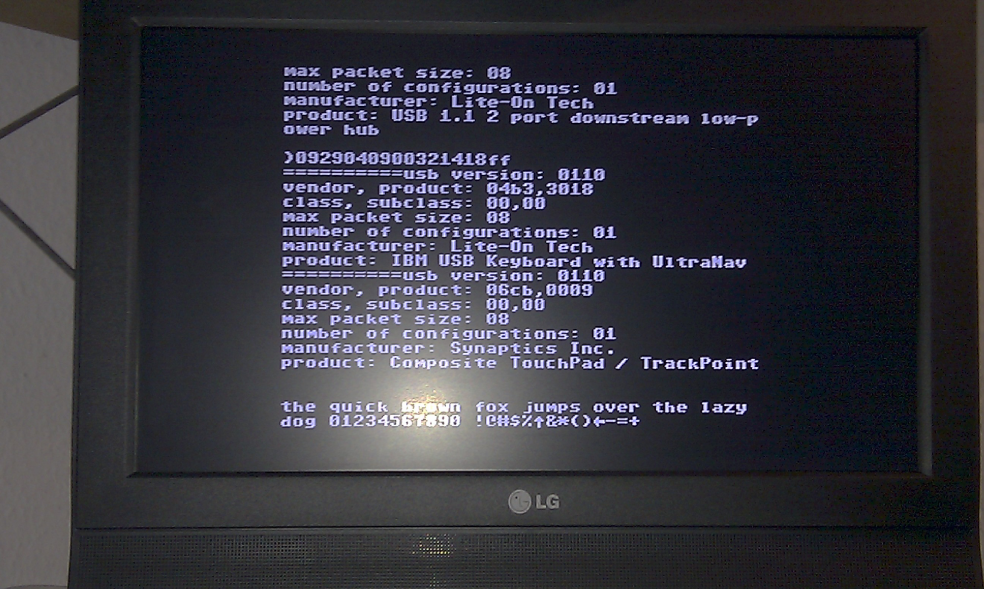 max packet size: 08
number of configurations: 01
manufacturer: Lite-On Tech
product: USB 1.1 2 port downstream low-p
ower hub
)0929040900321418ff
==========usb version: 0110
vendor, product: 04b3,3018
class, subclass: 00,00
max packet size: 08
number of configurations: 01
manufacturer: Lite-On Tech
product: IBM USB Keyboard with UltraNav
==========usb version: 0110
vendor, product: 06cb,0009
class, subclass: 00,00
max packet size: 08
number of configurations: 01
manufacturer: Synaptics Inc.
product: Composite TouchPad / TrackPoint
the quick brown fox jumps over the lazy
dog 01234567890 !@#$%↑&*()←-=+
LG